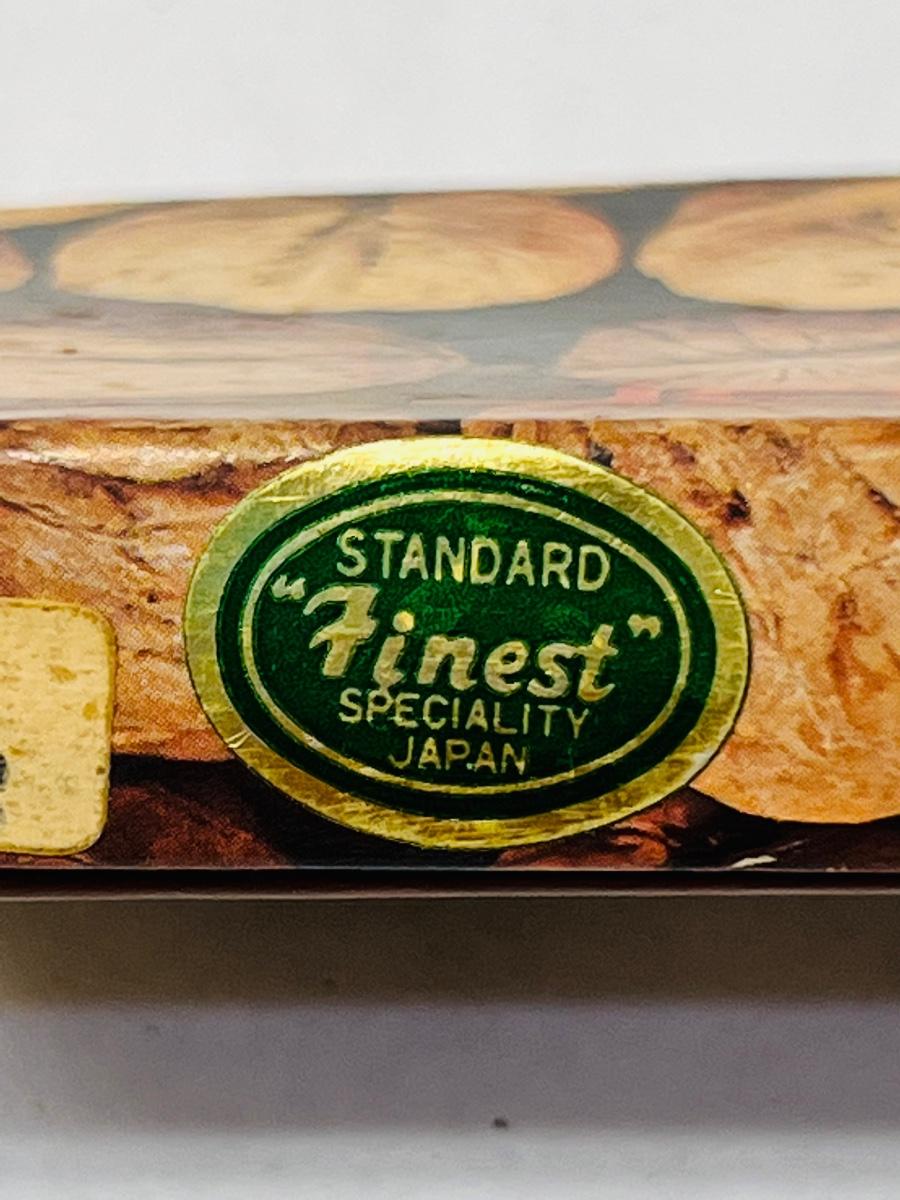 STANDARD
“Finest”
SPECIALITY
JAPAN